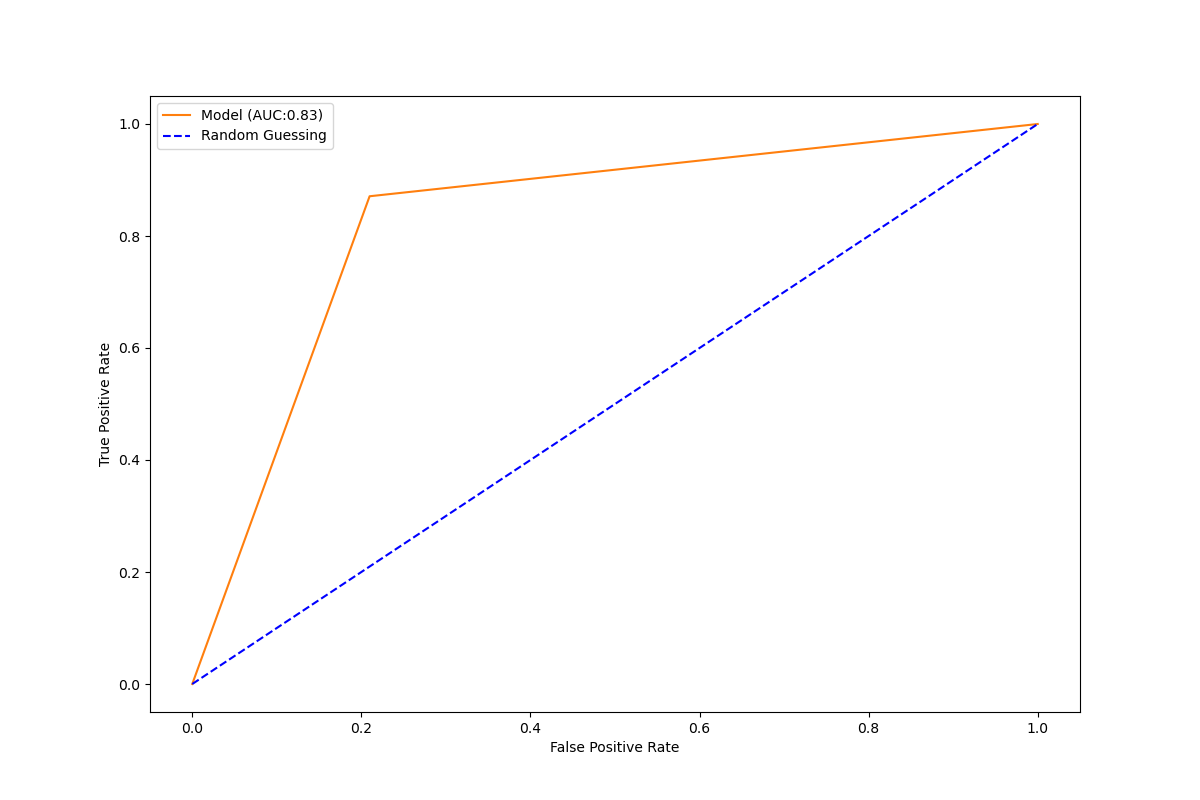 Model (AUC:0.83)
Random Guessing
1.0
0.8
0.6
0.4
0.2
0.0
True Positive Rate
0.0 0.2 0.4 0.6 0.8 1.0
False Positive Rate